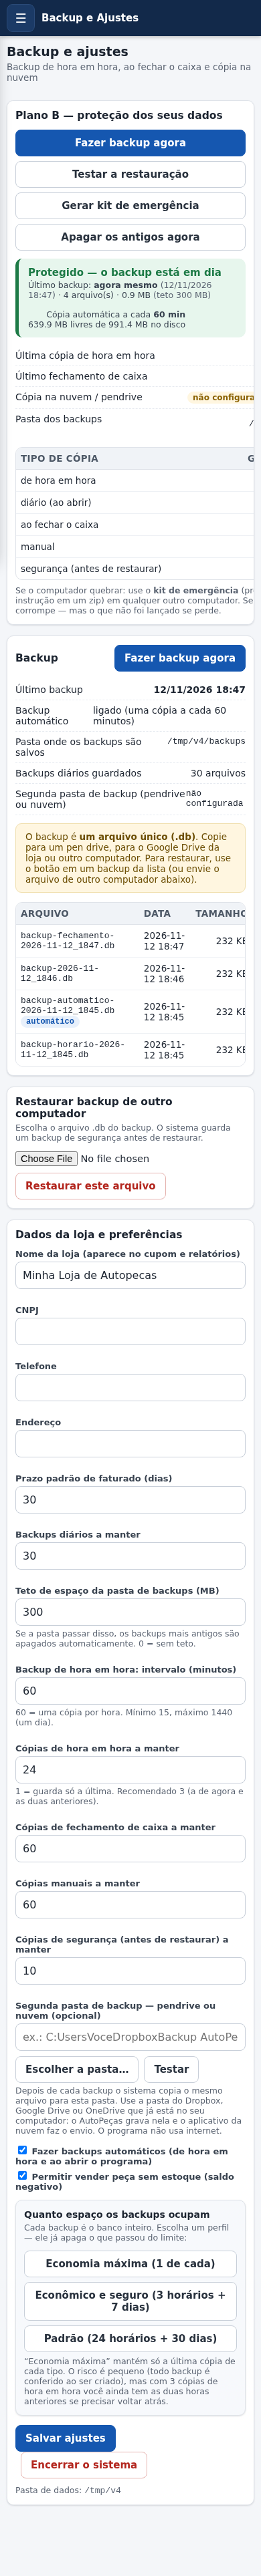 ☰ Backup e Ajustes
Backup e ajustes
Backup de hora em hora, ao fechar o caixa e cópia na
nuvem
Plano B — proteção dos seus dados
Fazer backup agora
Testar a restauração
Gerar kit de emergência
Apagar os antigos agora
Protegido — o backup está em dia
Último backup: agora mesmo (12/11/2026
18:47) · 4 arquivo(s) · 0.9 MB (teto 300 MB)
Cópia automática a cada 60 min
639.9 MB livres de 991.4 MB no disco
Última cópia de hora em hora
Último fechamento de caixa
Cópia na nuvem / pendrive não configura
Pasta dos backups
/
TIPO DE CÓPIA G
de hora em hora
diário (ao abrir)
ao fechar o caixa
manual
segurança (antes de restaurar)
Se o computador quebrar: use o kit de emergência (pr
instrução em um zip) em qualquer outro computador. Se
corrompe — mas o que não foi lançado se perde.
Backup
Fazer backup agora
Último backup 12/11/2026 18:47
Backup automático ligada (uma cópia a cada 60 minutos)
Pasta onde os backups são salvos /tmp/v4/backups
Backups diários guardados 30 arquivos
Segunda pasta de backup (pendrive ou nuvem) não configurada
O backup é um arquivo único (.db). Copie
para um pen drive, para o Google Drive da
loja ou outro computador. Para restaurar, use
o botão em um backup da lista (ou envie o
arquivo de outro computador abaixo).
ARQUIVO DATA TAMANHO
backup-fechamento-2026-11-12_1847.db 2026-11-12 18:47 232 KB
backup-2026-11-12_1846.db 2026-11-12 18:46 232 KB
backup-automatico-2026-11-12_1845.db automático 2026-11-12 18:45 232 KB
backup-horario-2026-11-12_1845.db 2026-11-12 18:45 232 KB
Restaurar backup de outro
computador
Escolha o arquivo .db do backup. O sistema guarda
um backup de segurança antes de restaurar.
Choose File No file chosen
Restaurar este arquivo
Dados da loja e preferências
Nome da loja (aparece no cupom e relatórios)
Minha Loja de Autopecas
CNPJ
Telefone
Endereço
Prazo padrão de faturado (dias)
30
Backups diários a manter
30
Teto de espaço da pasta de backups (MB)
300
Se a pasta passar disso, os backups mais antigos são
apagados automaticamente. 0 = sem teto.
Backup de hora em hora: intervalo (minutos)
60
60 = uma cópia por hora. Mínimo 15, máximo 1440
(um dia).
Cópias de hora em hora a manter
24
1 = guarda só a última. Recomendado 3 (a de agora e
as duas anteriores).
Cópias de fechamento de caixa a manter
60
Cópias manuais a manter
60
Cópias de segurança (antes de restaurar) a
manter
10
Segunda pasta de backup — pendrive ou
nuvem (opcional)
ex.: C:UsersVoceDropboxBackup AutoPe
Escolher a pasta... Testar
Depois de cada backup o sistema copia o mesmo
arquivo para esta pasta. Use a pasta do Dropbox,
Google Drive ou OneDrive que já está no seu
computador: o AutoPeças grava nela e o aplicativo da
nuvem faz o envio. O programa não usa internet.
Fazer backups automáticos (de hora em
hora e ao abrir o programa)
Permitir vender peça sem estoque (saldo
negativo)
Quanto espaço os backups ocupam
Cada backup é o banco inteiro. Escolha um perfil
— ele já apaga o que passou do limite:
Economia máxima (1 de cada)
Econômico e seguro (3 horários +
7 dias)
Padrão (24 horários + 30 dias)
“Economia máxima” mantém só a última cópia de
cada tipo. O risco é pequeno (todo backup é
conferido ao ser criado), mas com 3 cópias de
hora em hora você ainda tem as duas horas
anteriores se precisar voltar atrás.
Salvar ajustes
Encerrar o sistema
Pasta de dados: /tmp/v4